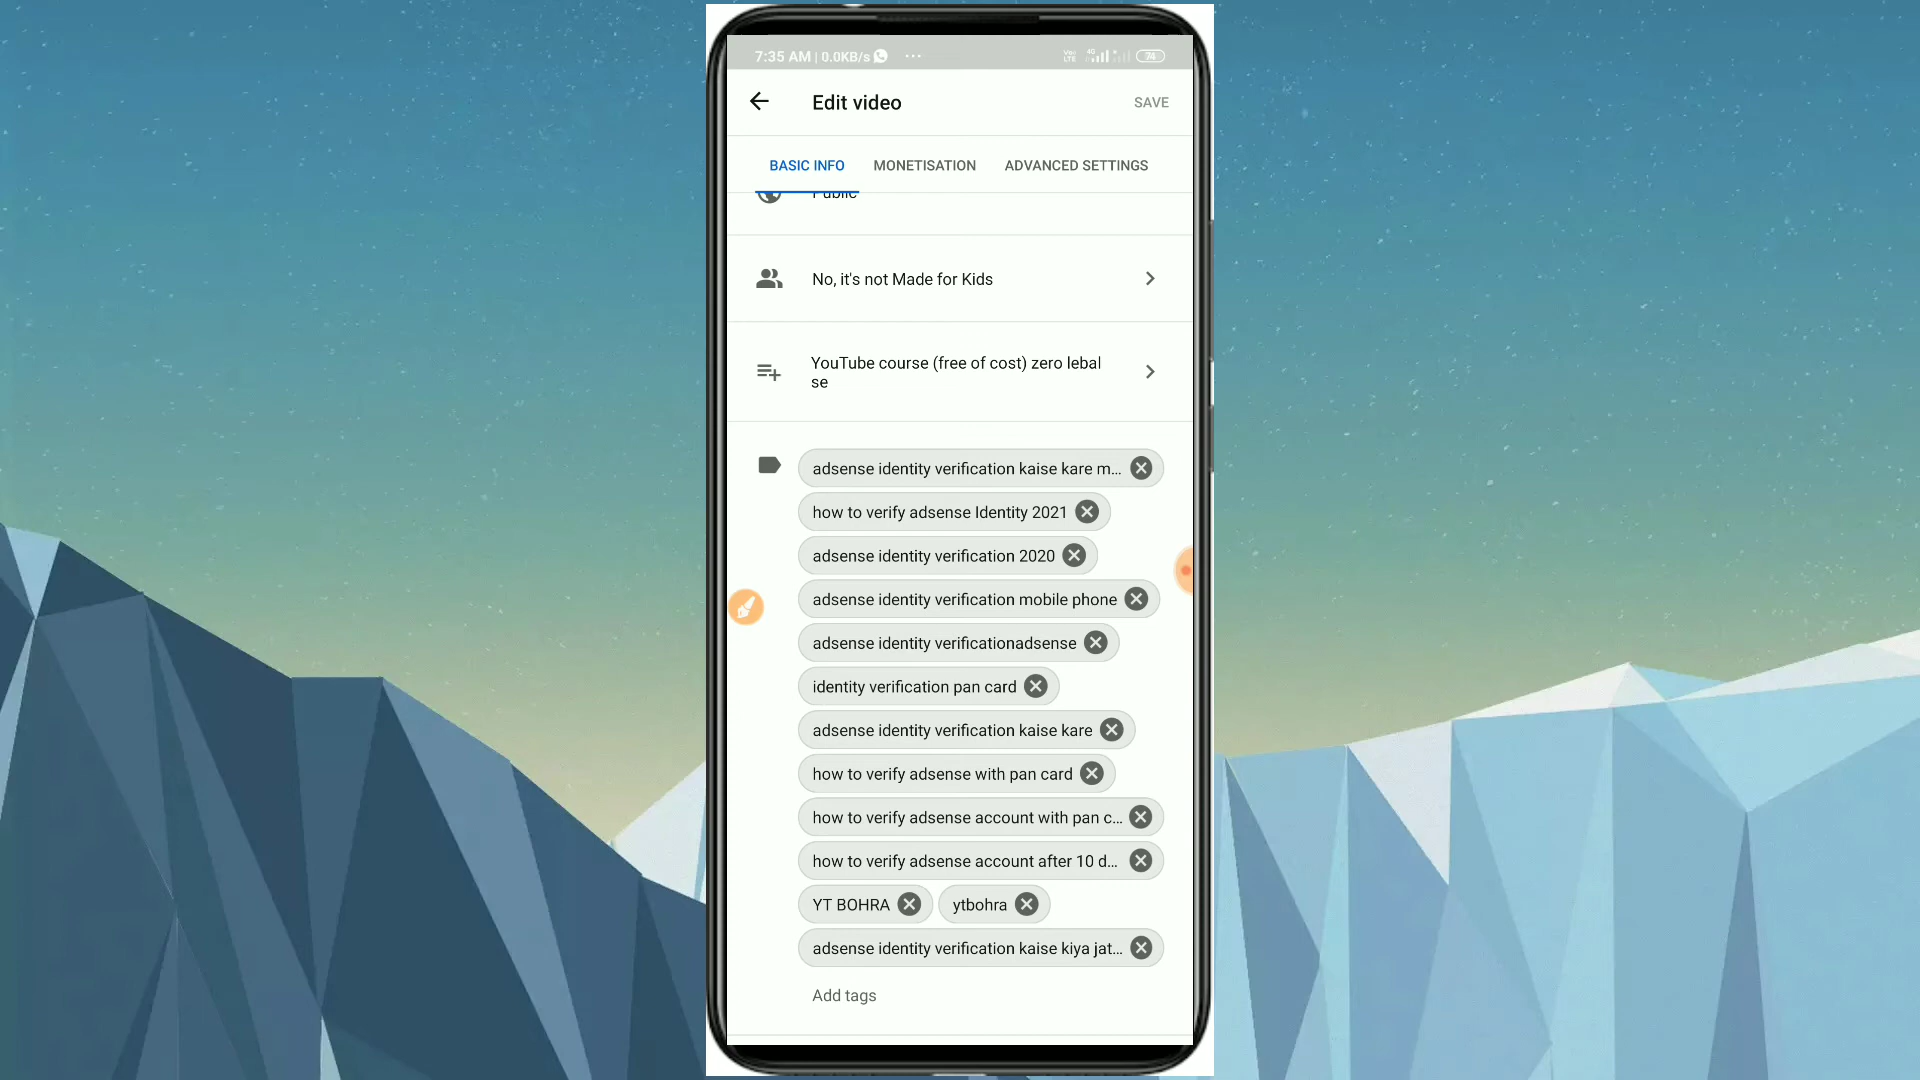 7:35 AM | 0.0KB/s ...
Edit video
SAVE
BASIC INFO MONETISATION ADVANCED SETTINGS
Public
No, it's not Made for Kids
YouTube course (free of cost) zero lebal
se
adsense identity verification kaise kare m...
how to verify adsense Identity 2021
adsense identity verification 2020
adsense identity verification mobile phone
adsense identity verificationadsense
identity verification pan card
adsense identity verification kaise kare
how to verify adsense with pan card
how to verify adsense account with pan c...
how to verify adsense account after 10 d...
YT BOHRA ytbohra
adsense identity verification kaise kiya jat...
Add tags